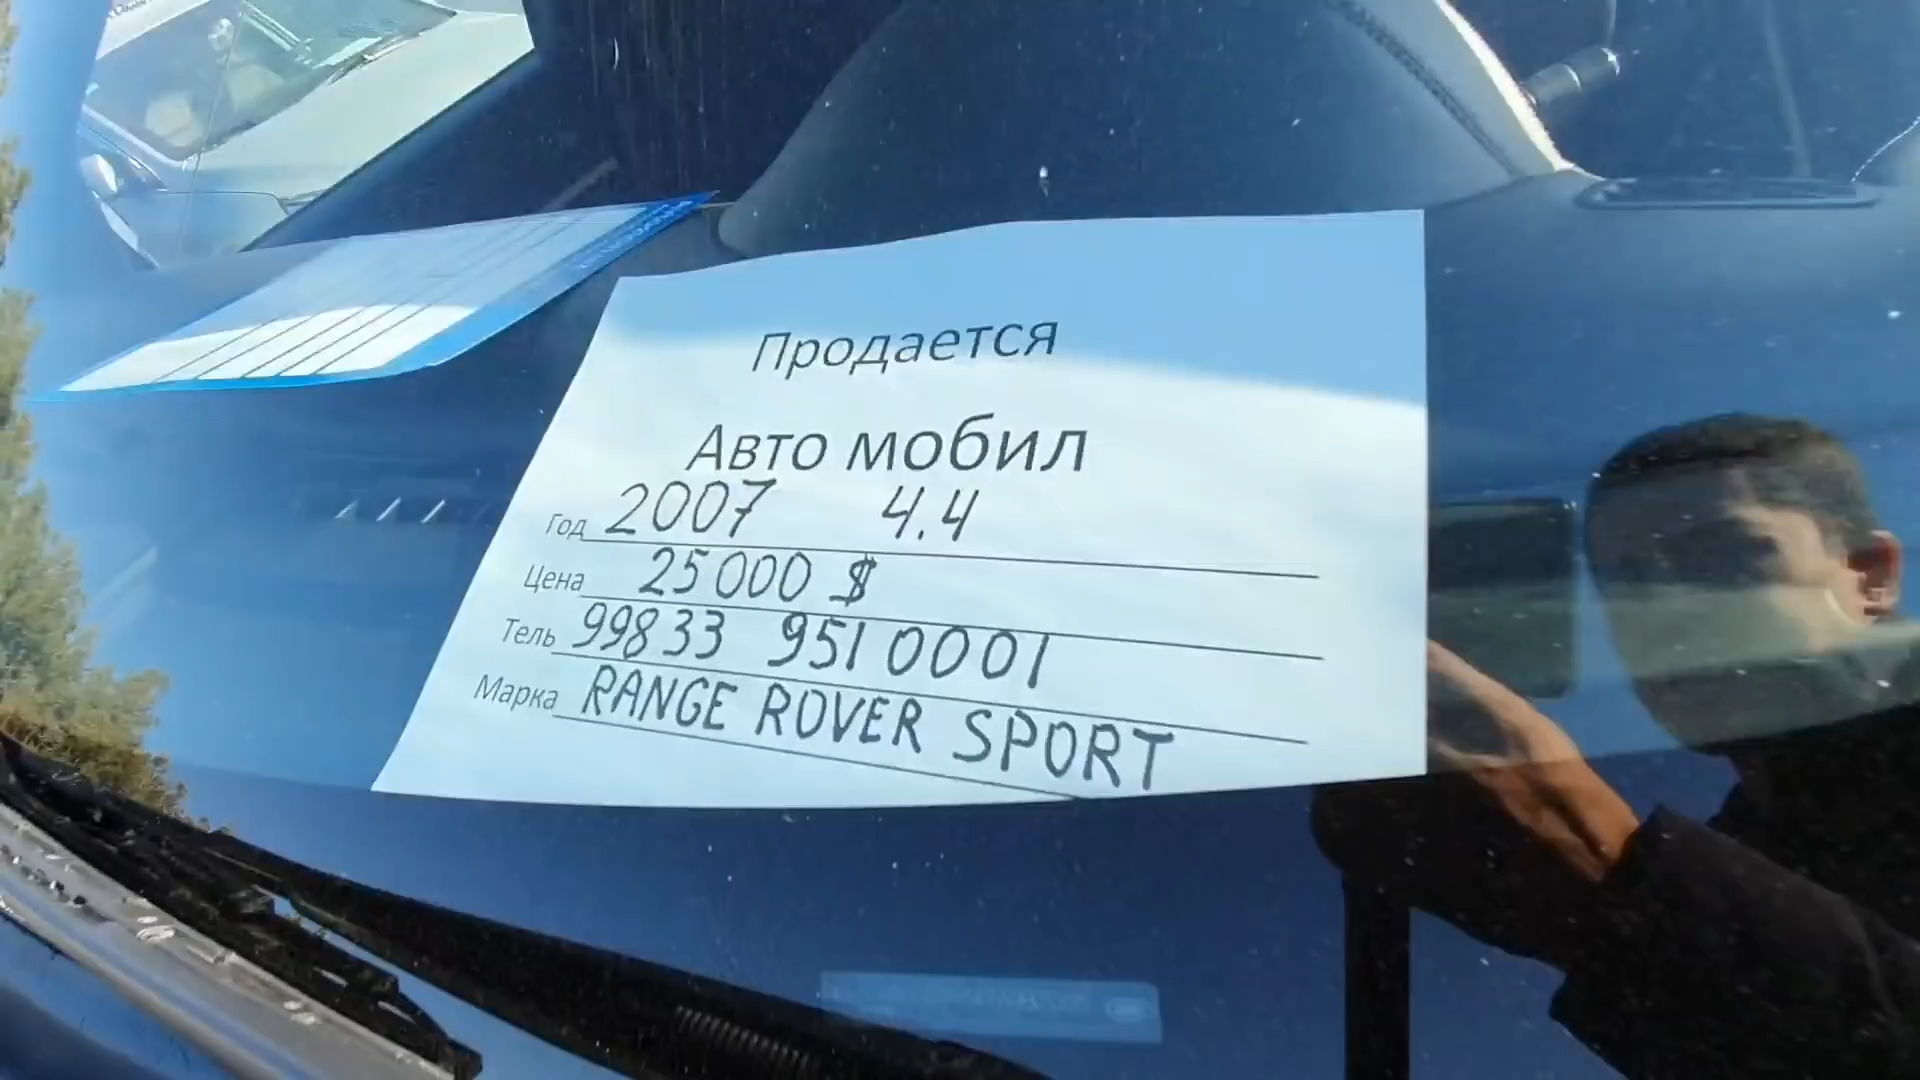 Продается
Авто мобил
Год 2007 4.4
Цена 25000 $
Тель 99833 951 0001
Марка RANGE ROVER SPORT